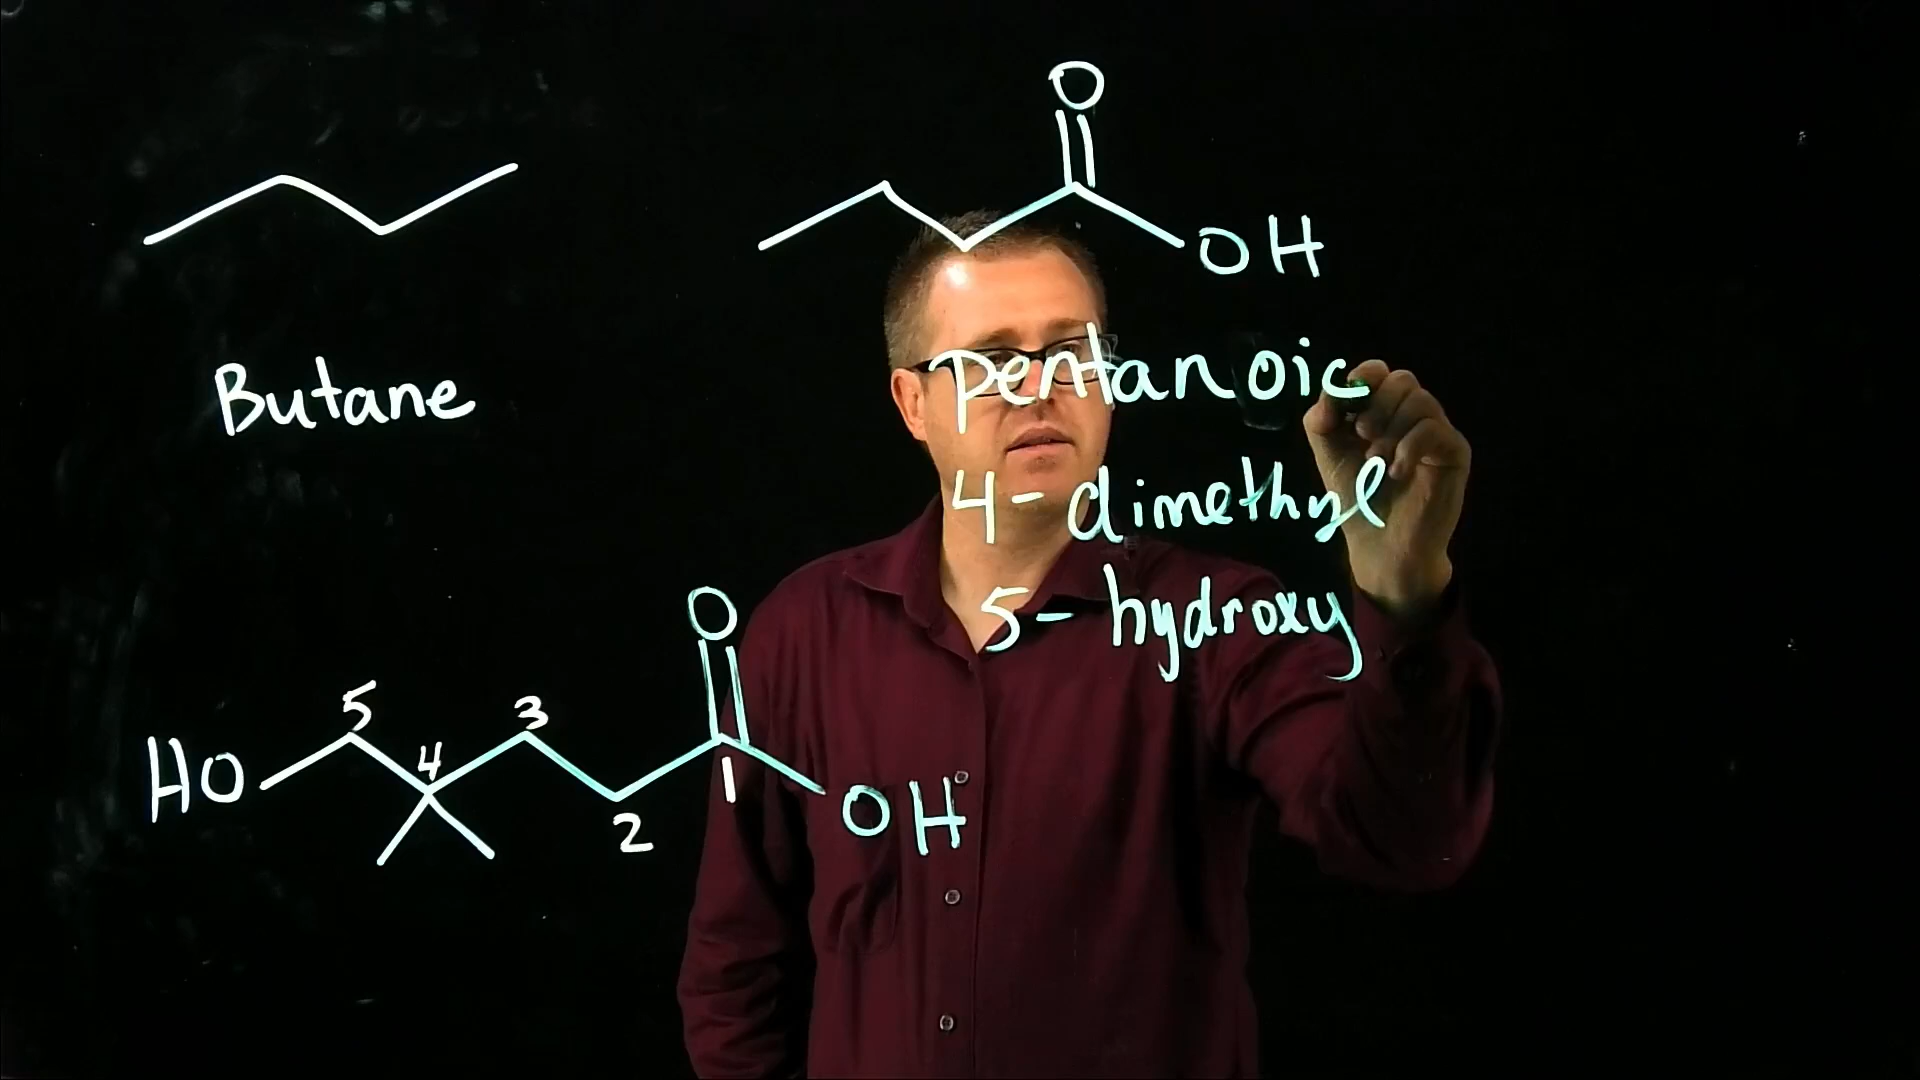 O
OH
Butane
pentanoic
4-dimethyl
5-hydroxy
O
5
3
HO
4
1
2
OH